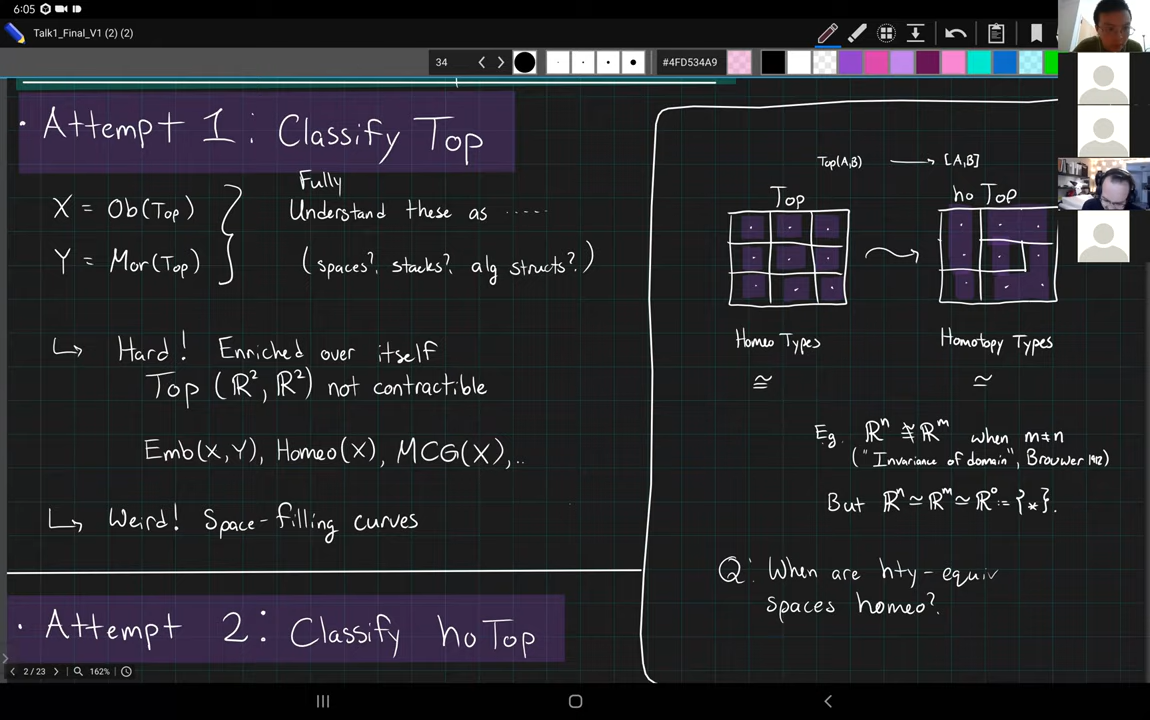 6:05
Talk1_Final_V1 (2) (2)
34
#4FD534A9
• Attempt 1: Classify Top
X = Ob(Top)
Y = Mor(Top)
Fully
Understand these as ......
(spaces?, stacks?, alg structs?)
↳ Hard! Enriched over itself
Top (ℝ², ℝ²) not contractible
Emb(X,Y), Homeo(X), MCG(X),..
↳ Weird! Space-filling curves
• Attempt 2: Classify hoTop
Top(A,B) → [A,B]
Top
ho Top
Homeo Types
Homotopy Types
≅
≃
Eg. ℝⁿ ≇ ℝᵐ when m≠n
("Invariance of domain", Brouwer 1912)
But ℝⁿ ≃ ℝᵐ ≃ ℝ⁰ := {*}.
Q: When are hty-equiv
spaces homeo?
2 / 23
162%